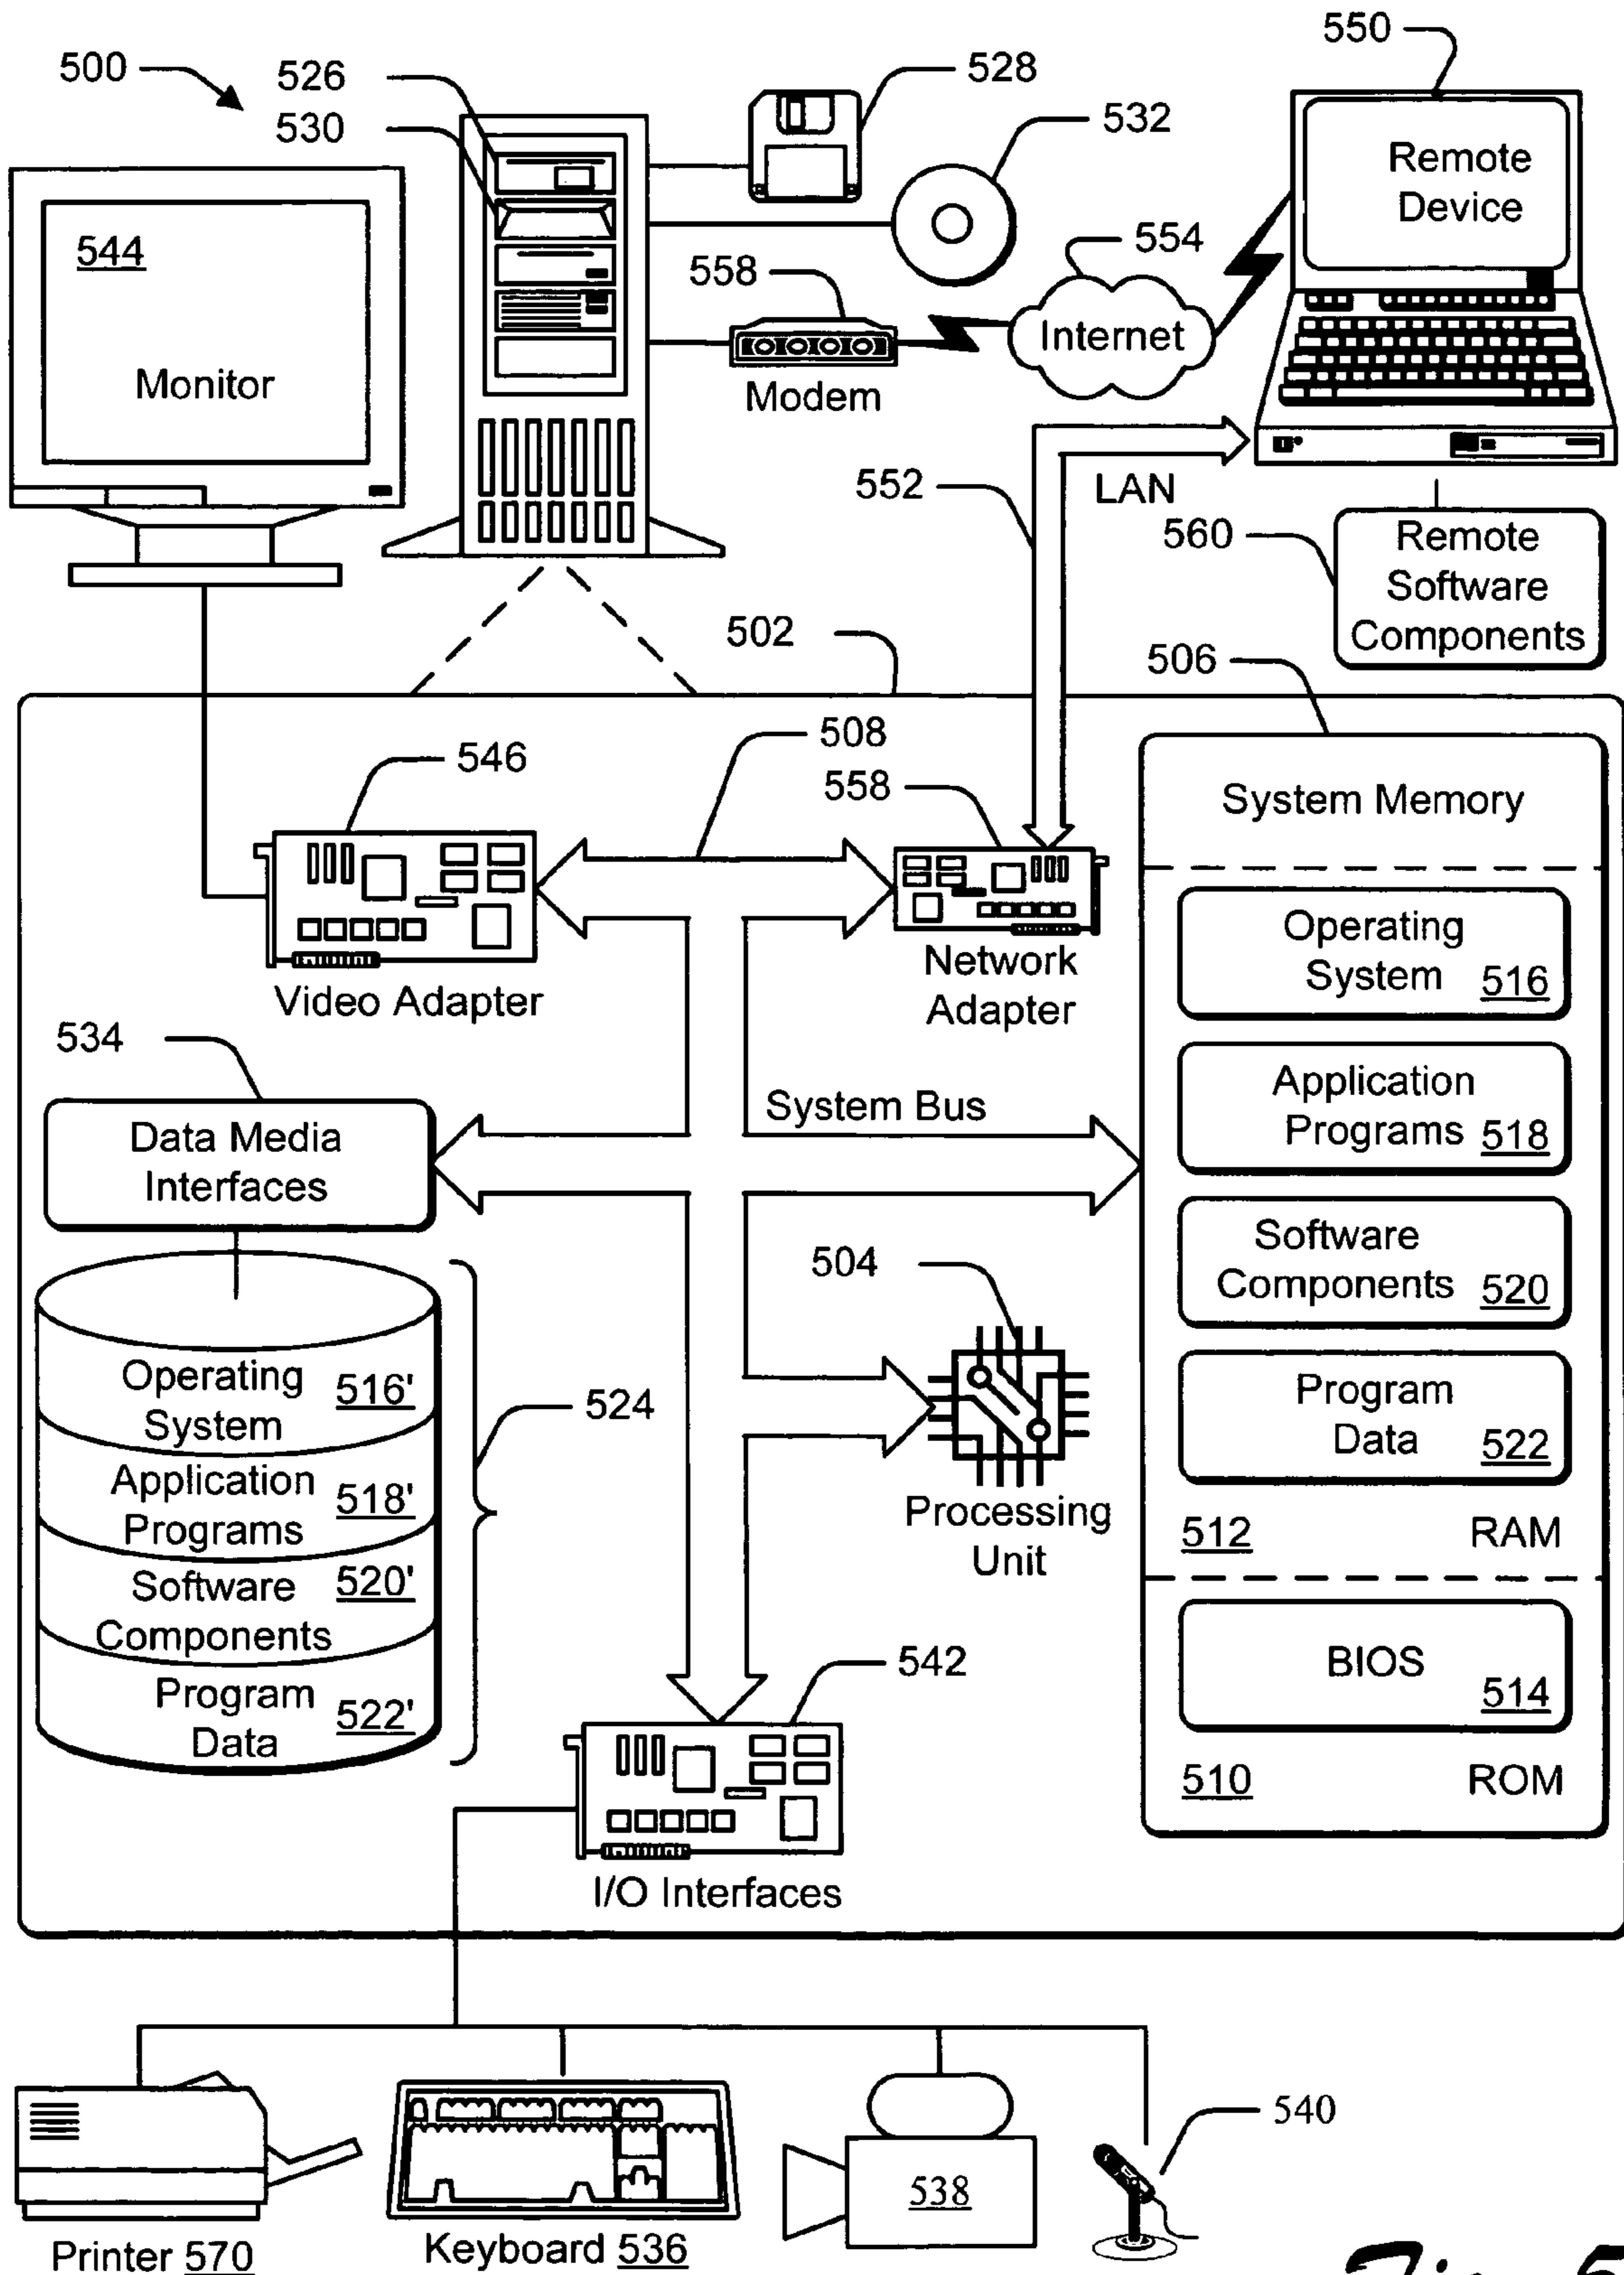 500
526
530
528
532
550
Remote
Device
544
Monitor
558
Modem
554
Internet
552
LAN
560
Remote
Software
Components
502
506
508
546
558
Video Adapter
Network
Adapter
System Memory
Operating
System 516
Application
Programs 518
Software
Components 520
Program
Data 522
512 RAM
BIOS
514
510 ROM
534
Data Media
Interfaces
System Bus
504
Processing
Unit
Operating
System 516'
Application
Programs 518'
Software
Components 520'
Program
Data 522'
524
542
I/O Interfaces
Printer 570
Keyboard 536
538
540
Fig. 5